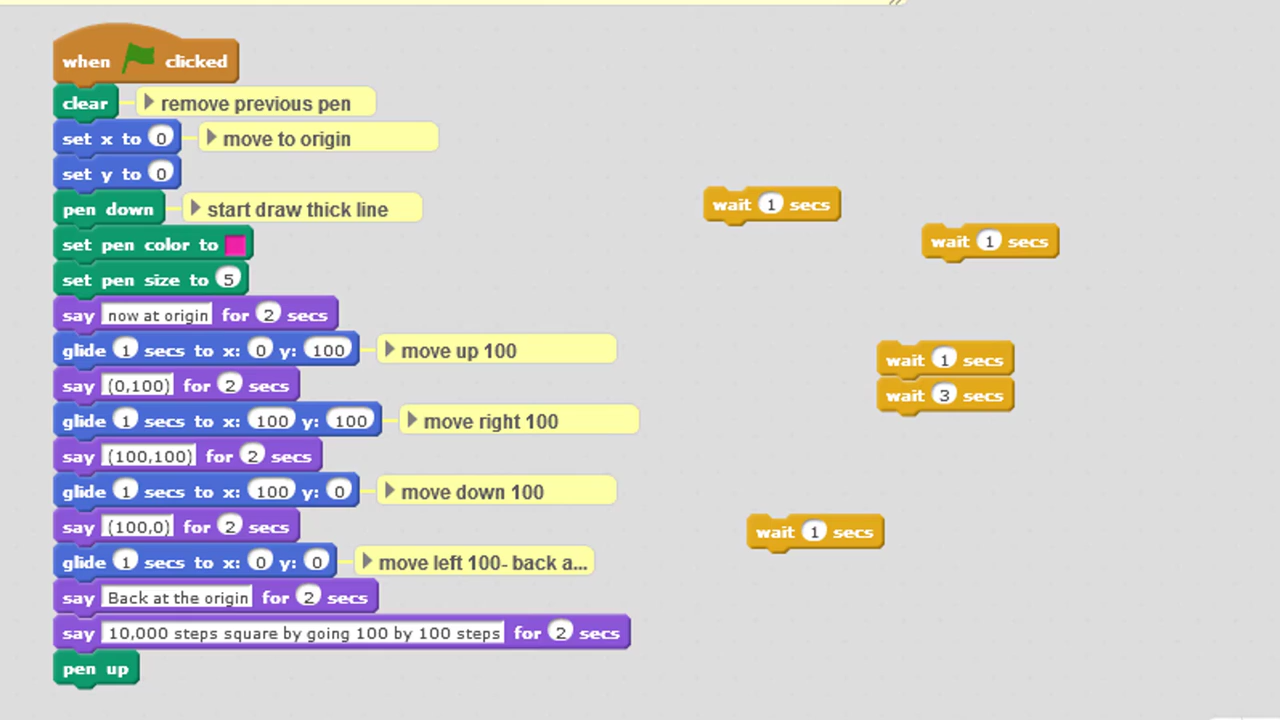 when clicked
clear remove previous pen
set x to 0 move to origin
set y to 0
pen down start draw thick line
set pen color to
set pen size to 5
say now at origin for 2 secs
glide 1 secs to x: 0 y: 100 move up 100
say (0,100) for 2 secs
glide 1 secs to x: 100 y: 100 move right 100
say (100,100) for 2 secs
glide 1 secs to x: 100 y: 0 move down 100
say (100,0) for 2 secs
glide 1 secs to x: 0 y: 0 move left 100- back a...
say Back at the origin for 2 secs
say 10,000 steps square by going 100 by 100 steps for 2 secs
pen up
wait 1 secs
wait 1 secs
wait 1 secs
wait 3 secs
wait 1 secs